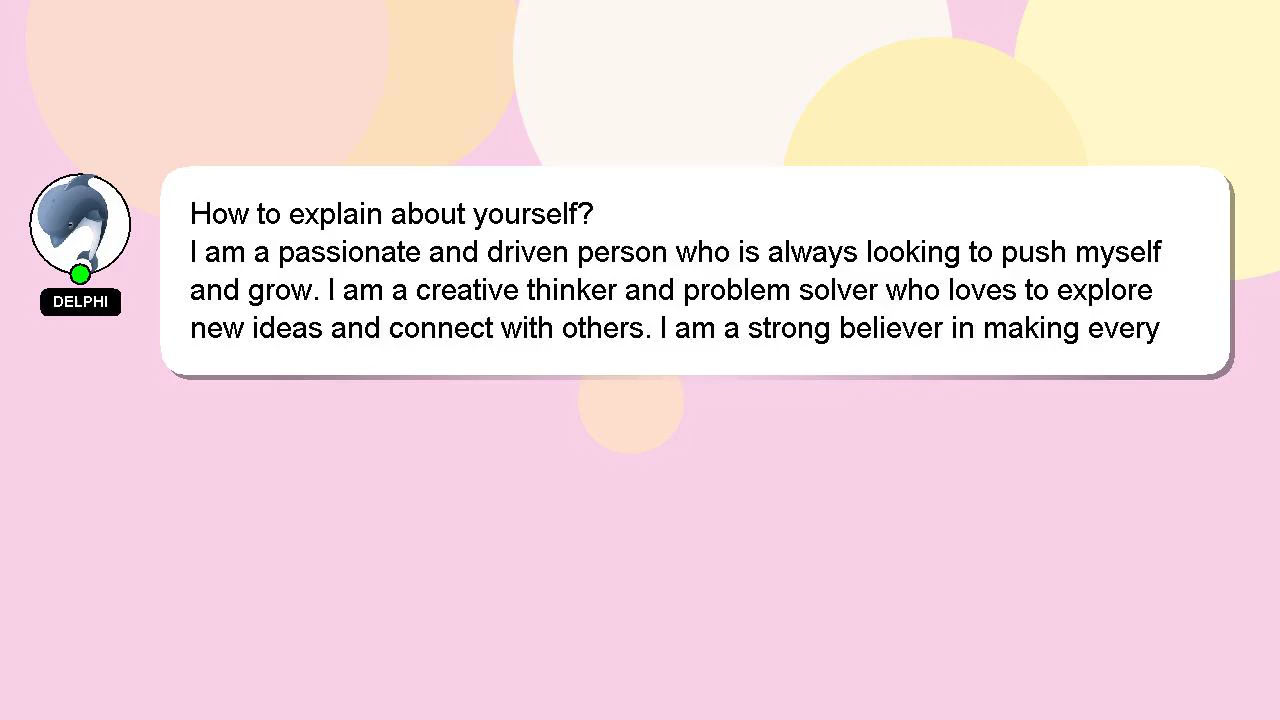 How to explain about yourself?
I am a passionate and driven person who is always looking to push myself
and grow. I am a creative thinker and problem solver who loves to explore
new ideas and connect with others. I am a strong believer in making every
DELPHI